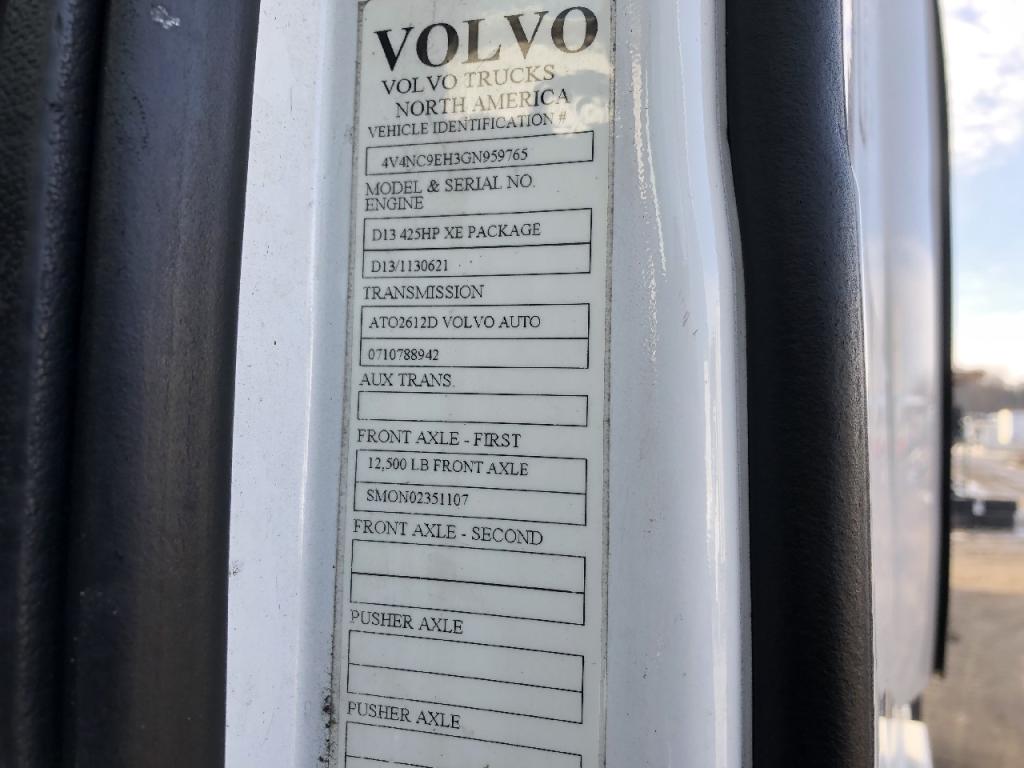 VOLVO
VOLVO TRUCKS
NORTH AMERICA
VEHICLE IDENTIFICATION #
4V4NC9EH3GN959765
MODEL & SERIAL NO.
ENGINE
D13 425HP XE PACKAGE
D13/1130621
TRANSMISSION
ATO2612D VOLVO AUTO
0710788942
AUX TRANS.
FRONT AXLE - FIRST
12,500 LB FRONT AXLE
SMON02351107
FRONT AXLE - SECOND
PUSHER AXLE
PUSHER AXLE